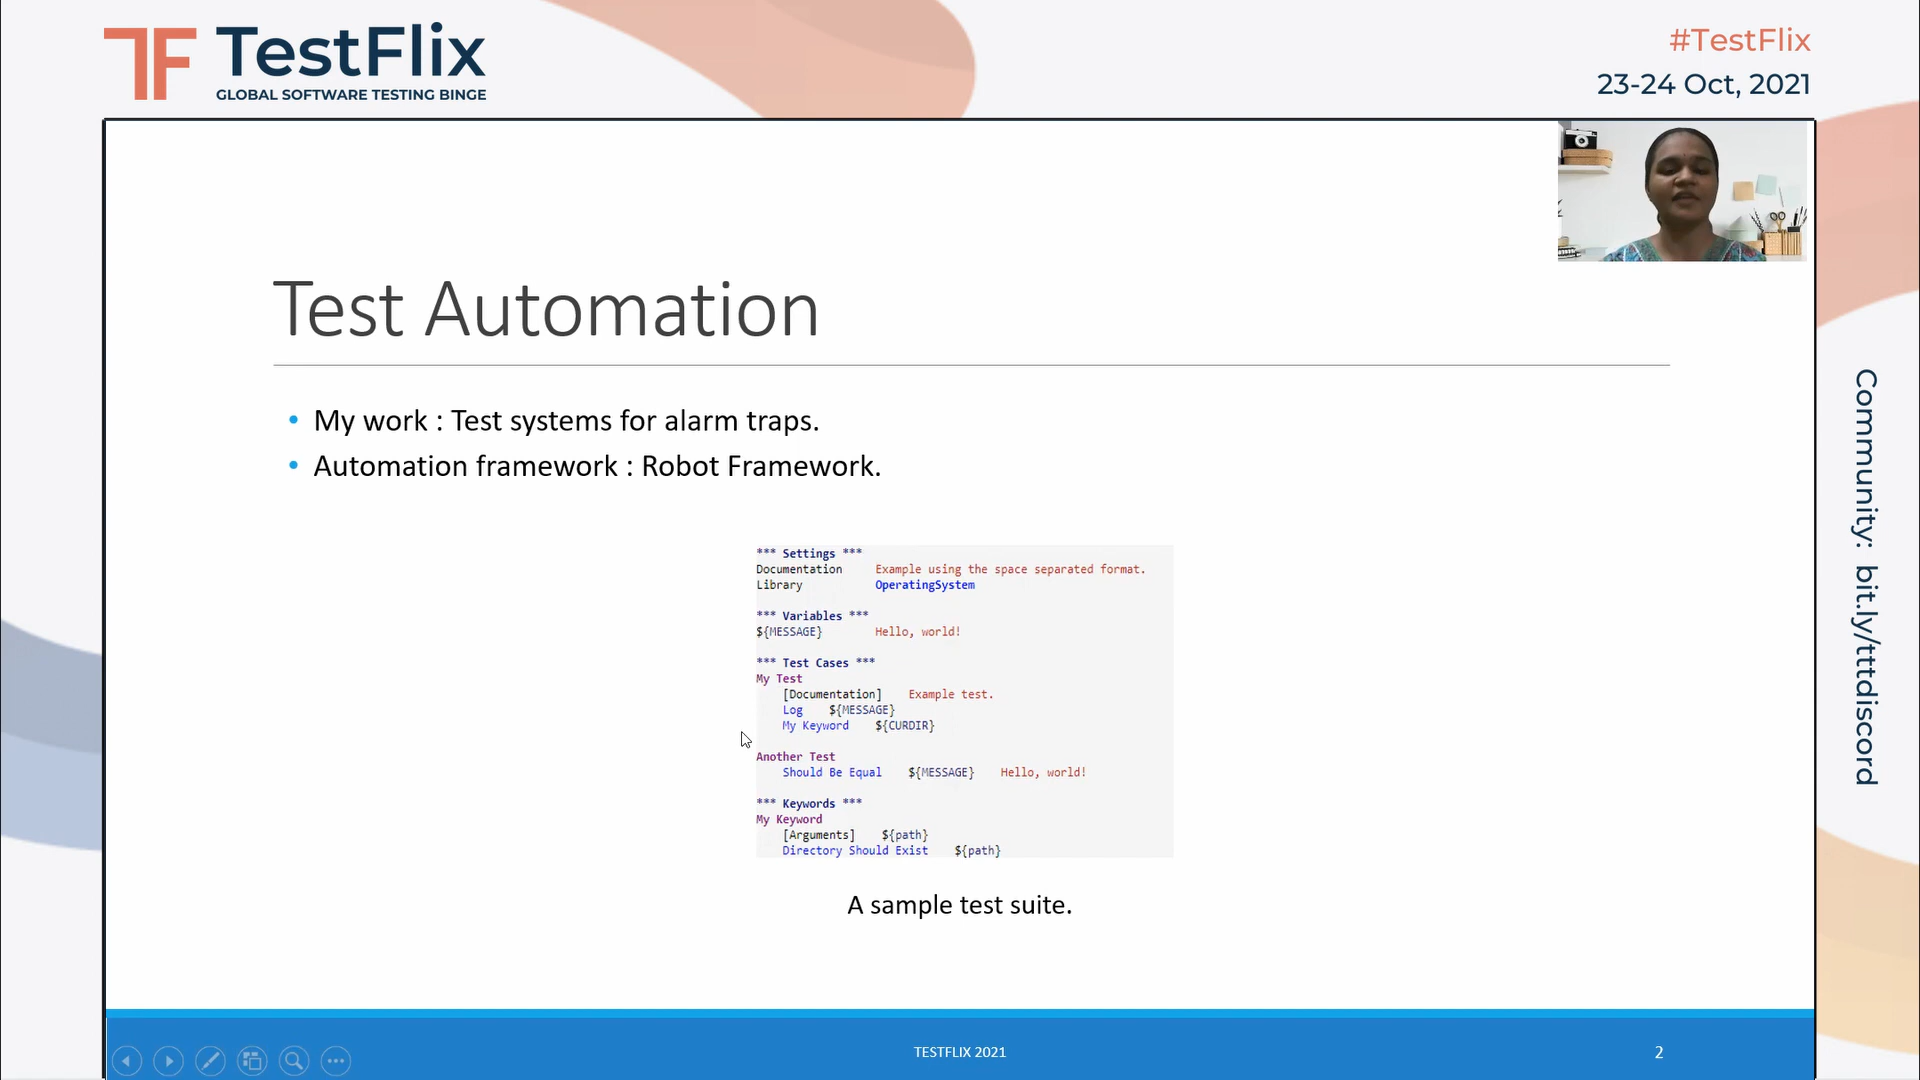 TF TestFlix
GLOBAL SOFTWARE TESTING BINGE
#TestFlix
23-24 Oct, 2021
Test Automation
• My work : Test systems for alarm traps.
• Automation framework : Robot Framework.
*** Settings ***
Documentation Example using the space separated format.
Library OperatingSystem
*** Variables ***
${MESSAGE} Hello, world!
*** Test Cases ***
My Test
[Documentation] Example test.
Log ${MESSAGE}
My Keyword ${CURDIR}
Another Test
Should Be Equal ${MESSAGE} Hello, world!
*** Keywords ***
My Keyword
[Arguments] ${path}
Directory Should Exist ${path}
A sample test suite.
Community: bit.ly/tttdiscord
TESTFLIX 2021
2